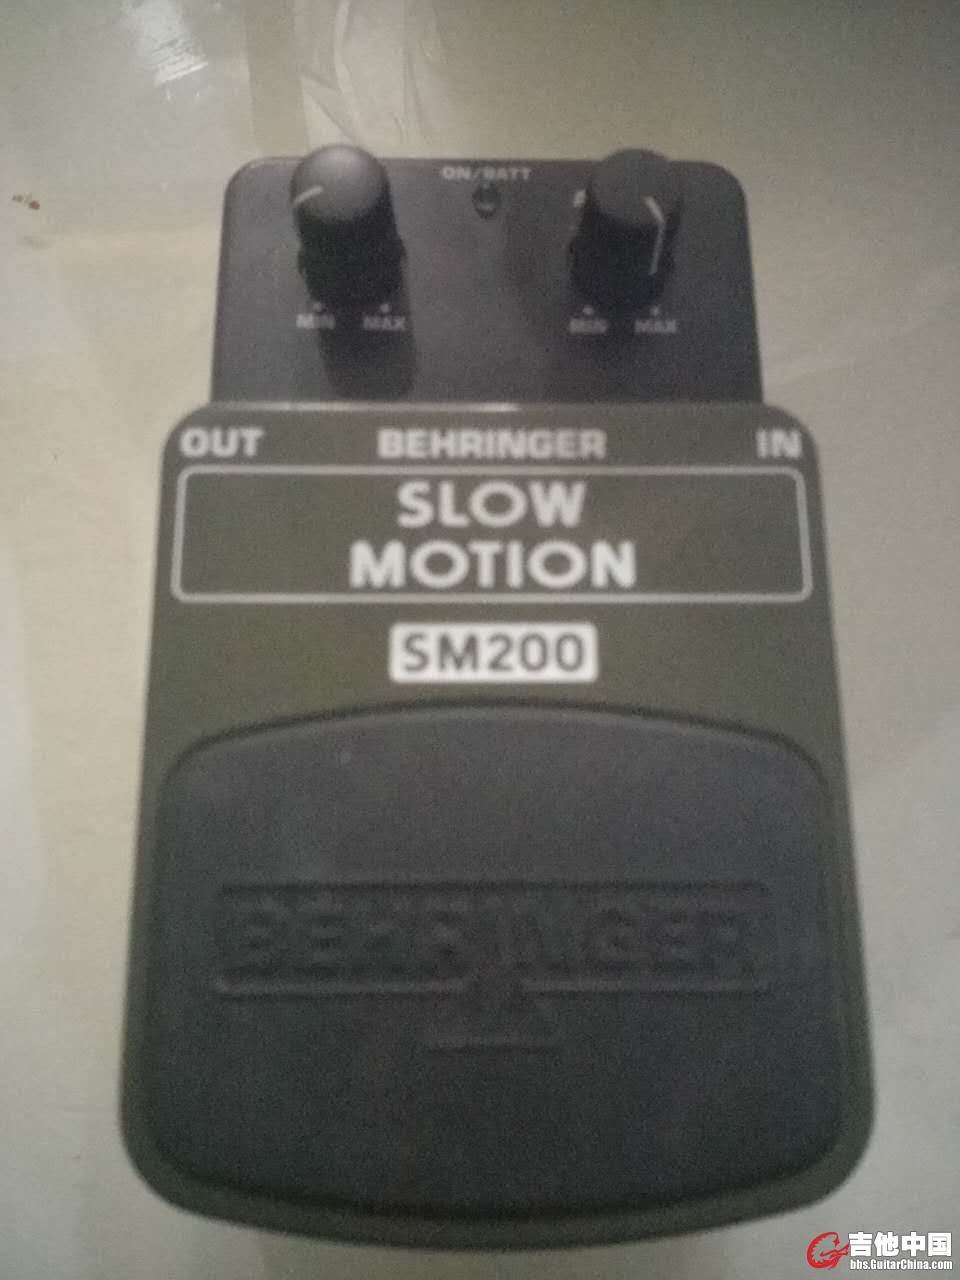 ON/BATT
MIN MAX MIN MAX
OUT BEHRINGER IN
SLOW
MOTION
SM200
BEHRINGER
吉他中国
bbs.GuitarChina.com